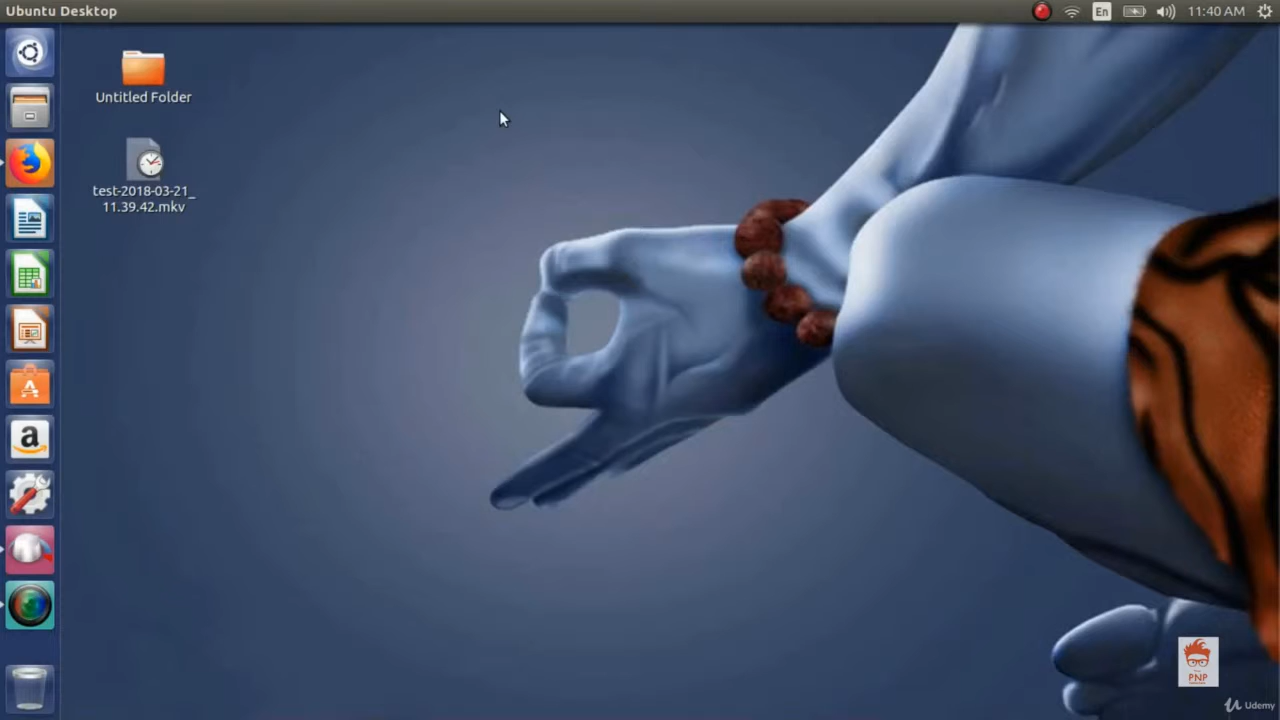 Ubuntu Desktop
En
11:40 AM
Untitled Folder
test-2018-03-21_
11.39.42.mkv
a
PNP
Udemy